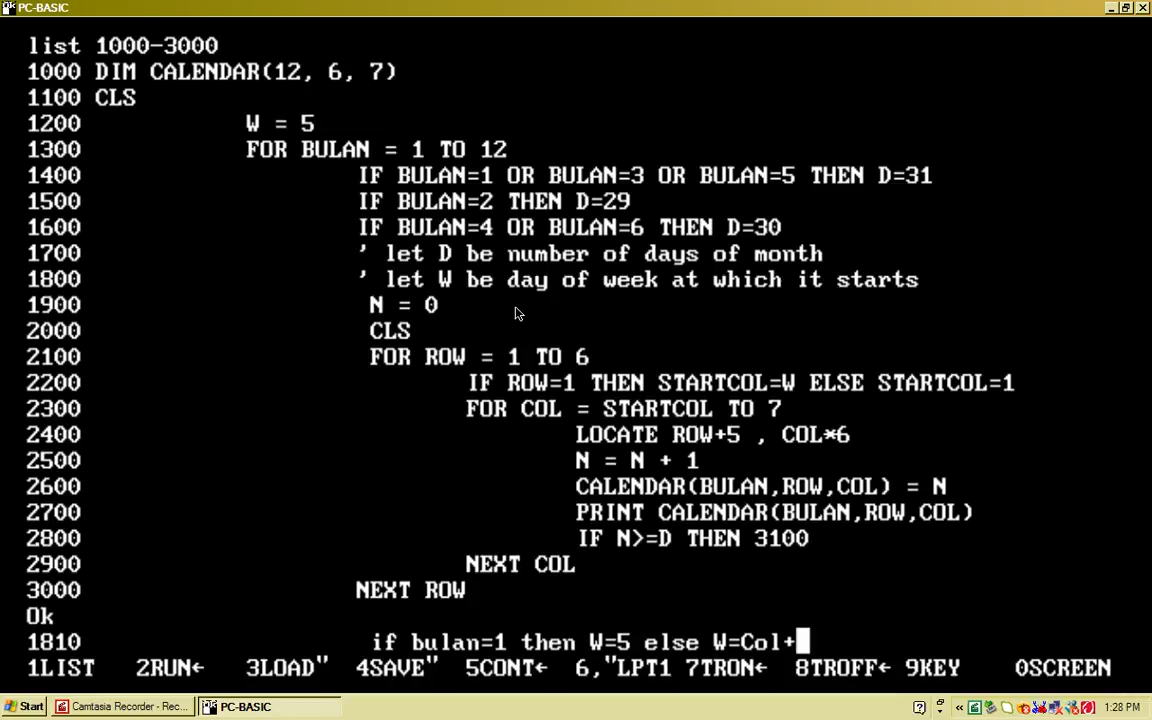 PC-BASIC
list 1000-3000
1000 DIM CALENDAR(12, 6, 7)
1100 CLS
1200 W = 5
1300 FOR BULAN = 1 TO 12
1400 IF BULAN=1 OR BULAN=3 OR BULAN=5 THEN D=31
1500 IF BULAN=2 THEN D=29
1600 IF BULAN=4 OR BULAN=6 THEN D=30
1700 ' let D be number of days of month
1800 ' let W be day of week at which it starts
1900 N = 0
2000 CLS
2100 FOR ROW = 1 TO 6
2200 IF ROW=1 THEN STARTCOL=W ELSE STARTCOL=1
2300 FOR COL = STARTCOL TO 7
2400 LOCATE ROW+5 , COL*6
2500 N = N + 1
2600 CALENDAR(BULAN,ROW,COL) = N
2700 PRINT CALENDAR(BULAN,ROW,COL)
2800 IF N>=D THEN 3100
2900 NEXT COL
3000 NEXT ROW
Ok
1810 if bulan=1 then W=5 else W=Col+
1LIST 2RUN← 3LOAD" 4SAVE" 5CONT← 6,"LPT1 7TRON← 8TROFF← 9KEY 0SCREEN
Start Camtasia Recorder - Rec... PC-BASIC 1:28 PM